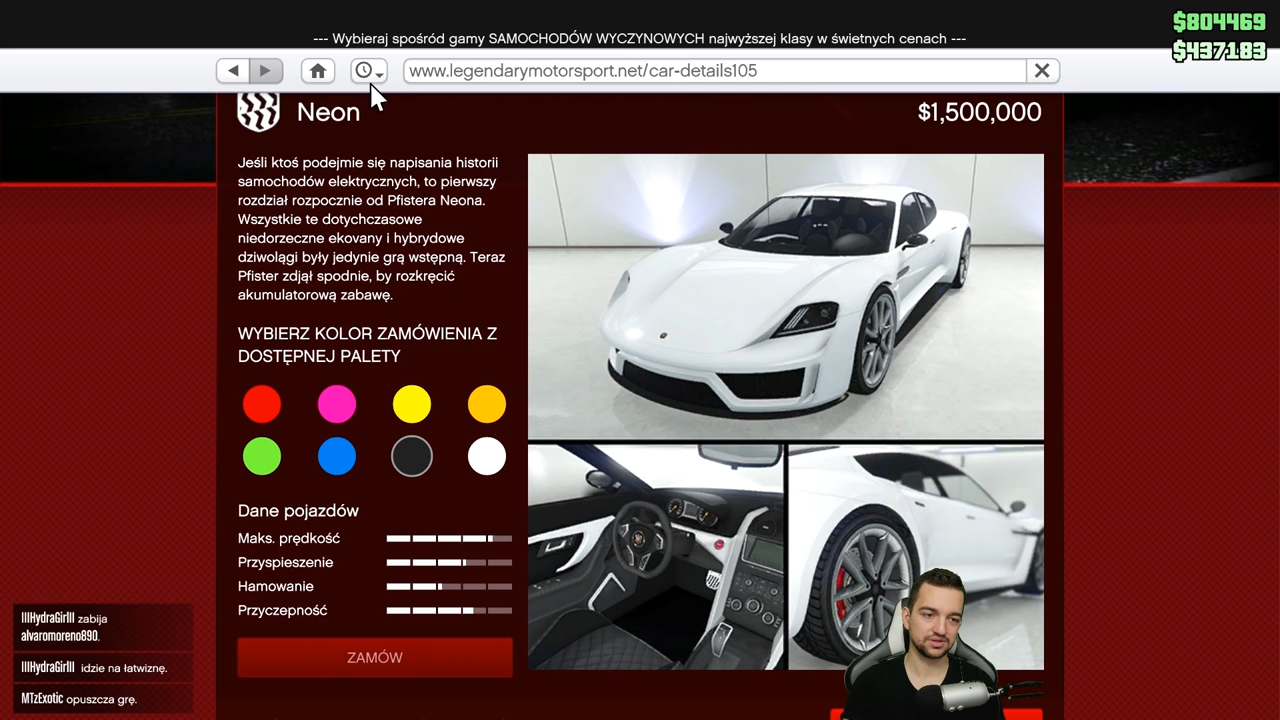 --- Wybieraj spośród gamy SAMOCHODÓW WYCZYNOWYCH najwyższej klasy w świetnych cenach ---
$804469
$437183
www.legendarymotorsport.net/car-details105
Neon
$1,500,000
Jeśli ktoś podejmie się napisania historii
samochodów elektrycznych, to pierwszy
rozdział rozpocznie od Pfistera Neona.
Wszystkie te dotychczasowe
niedorzeczne ekovany i hybrydowe
dziwolągi były jedynie grą wstępną. Teraz
Pfister zdjął spodnie, by rozkręcić
akumulatorową zabawę.
WYBIERZ KOLOR ZAMÓWIENIA Z
DOSTĘPNEJ PALETY
Dane pojazdów
Maks. prędkość
Przyspieszenie
Hamowanie
Przyczepność
ZAMÓW
IIIHydraGirlII zabija
alvaromoreno890.
IIIHydraGirlII idzie na łatwiznę.
MTzExotic opuszcza grę.